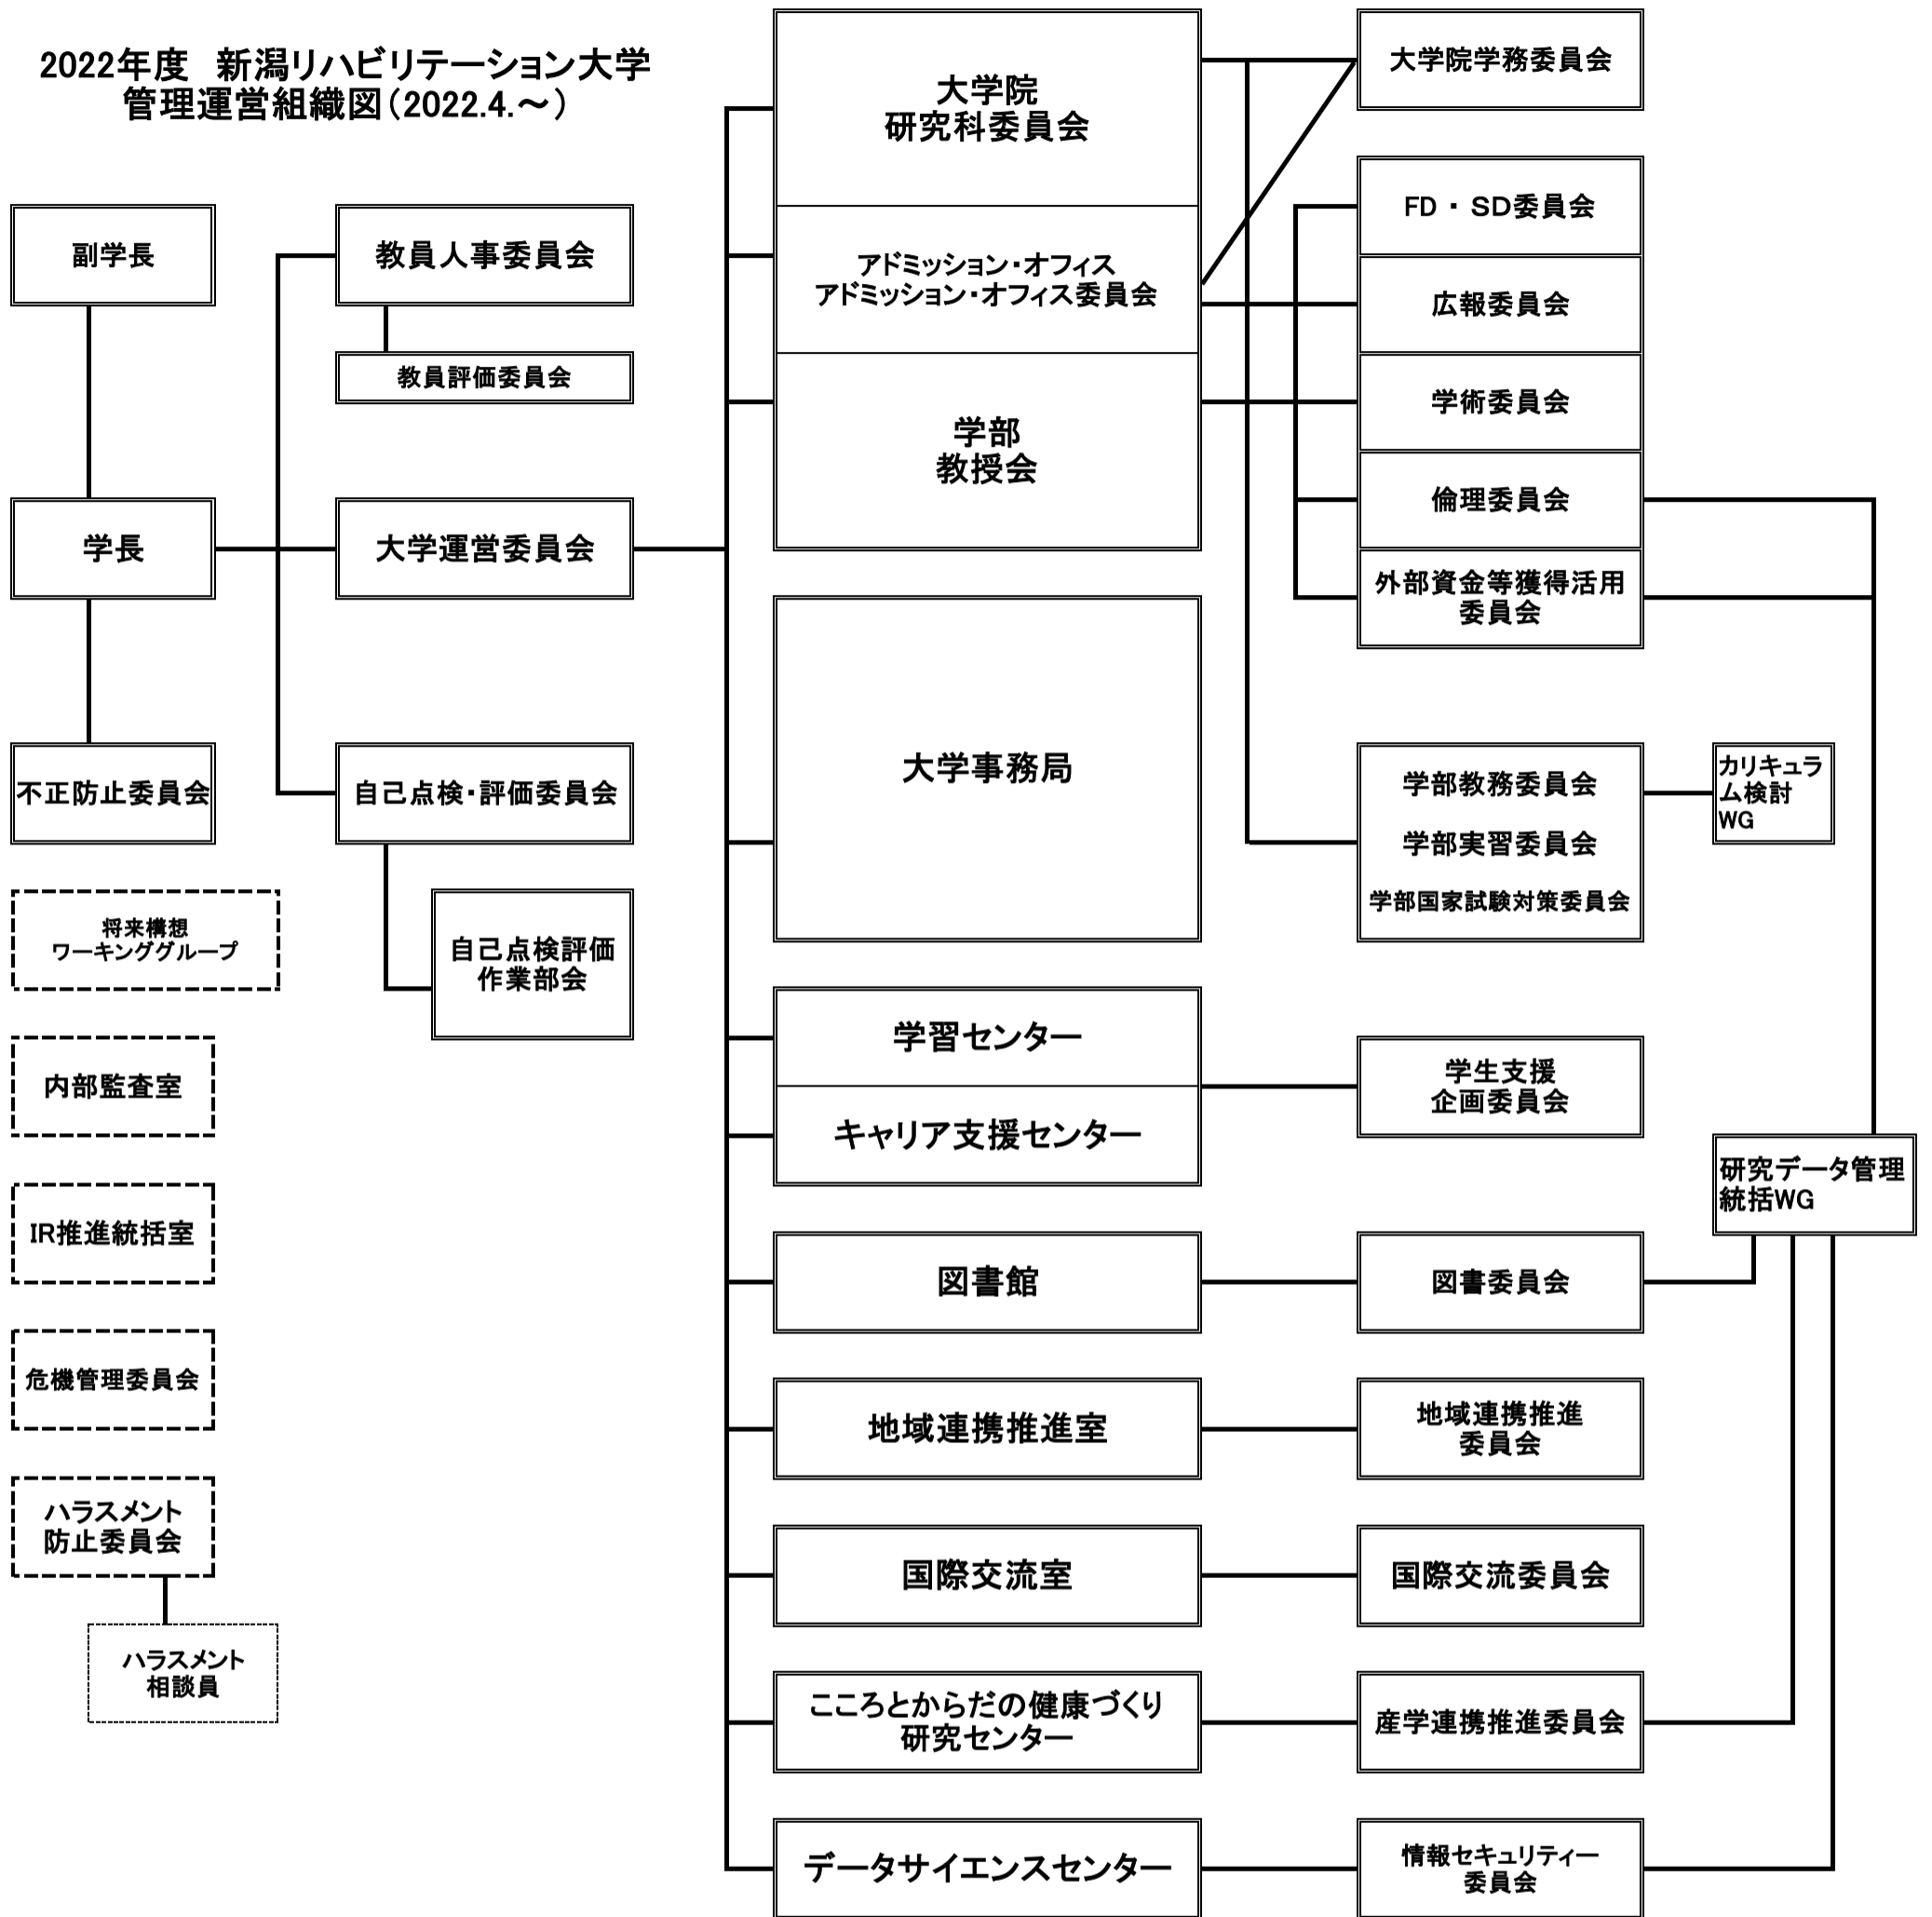 2022年度　新潟リハビリテーション大学
管理運営組織図（2022.4.～）
副学長
学長
不正防止委員会
将来構想
ワーキンググループ
内部監査室
IR推進統括室
危機管理委員会
ハラスメント
防止委員会
ハラスメント
相談員
教員人事委員会
教員評価委員会
大学運営委員会
自己点検・評価委員会
自己点検評価
作業部会
大学院
研究科委員会
アドミッション・オフィス
アドミッション・オフィス委員会
学部
教授会
大学事務局
学習センター
キャリア支援センター
図書館
地域連携推進室
国際交流室
こころとからだの健康づくり
研究センター
データサイエンスセンター
大学院学務委員会
FD ・ SD委員会
広報委員会
学術委員会
倫理委員会
外部資金等獲得活用
委員会
学部教務委員会
学部実習委員会
学部国家試験対策委員会
学生支援
企画委員会
図書委員会
地域連携推進
委員会
国際交流委員会
産学連携推進委員会
情報セキュリティー
委員会
カリキュラ
ム検討
WG
研究データ管理
統括WG